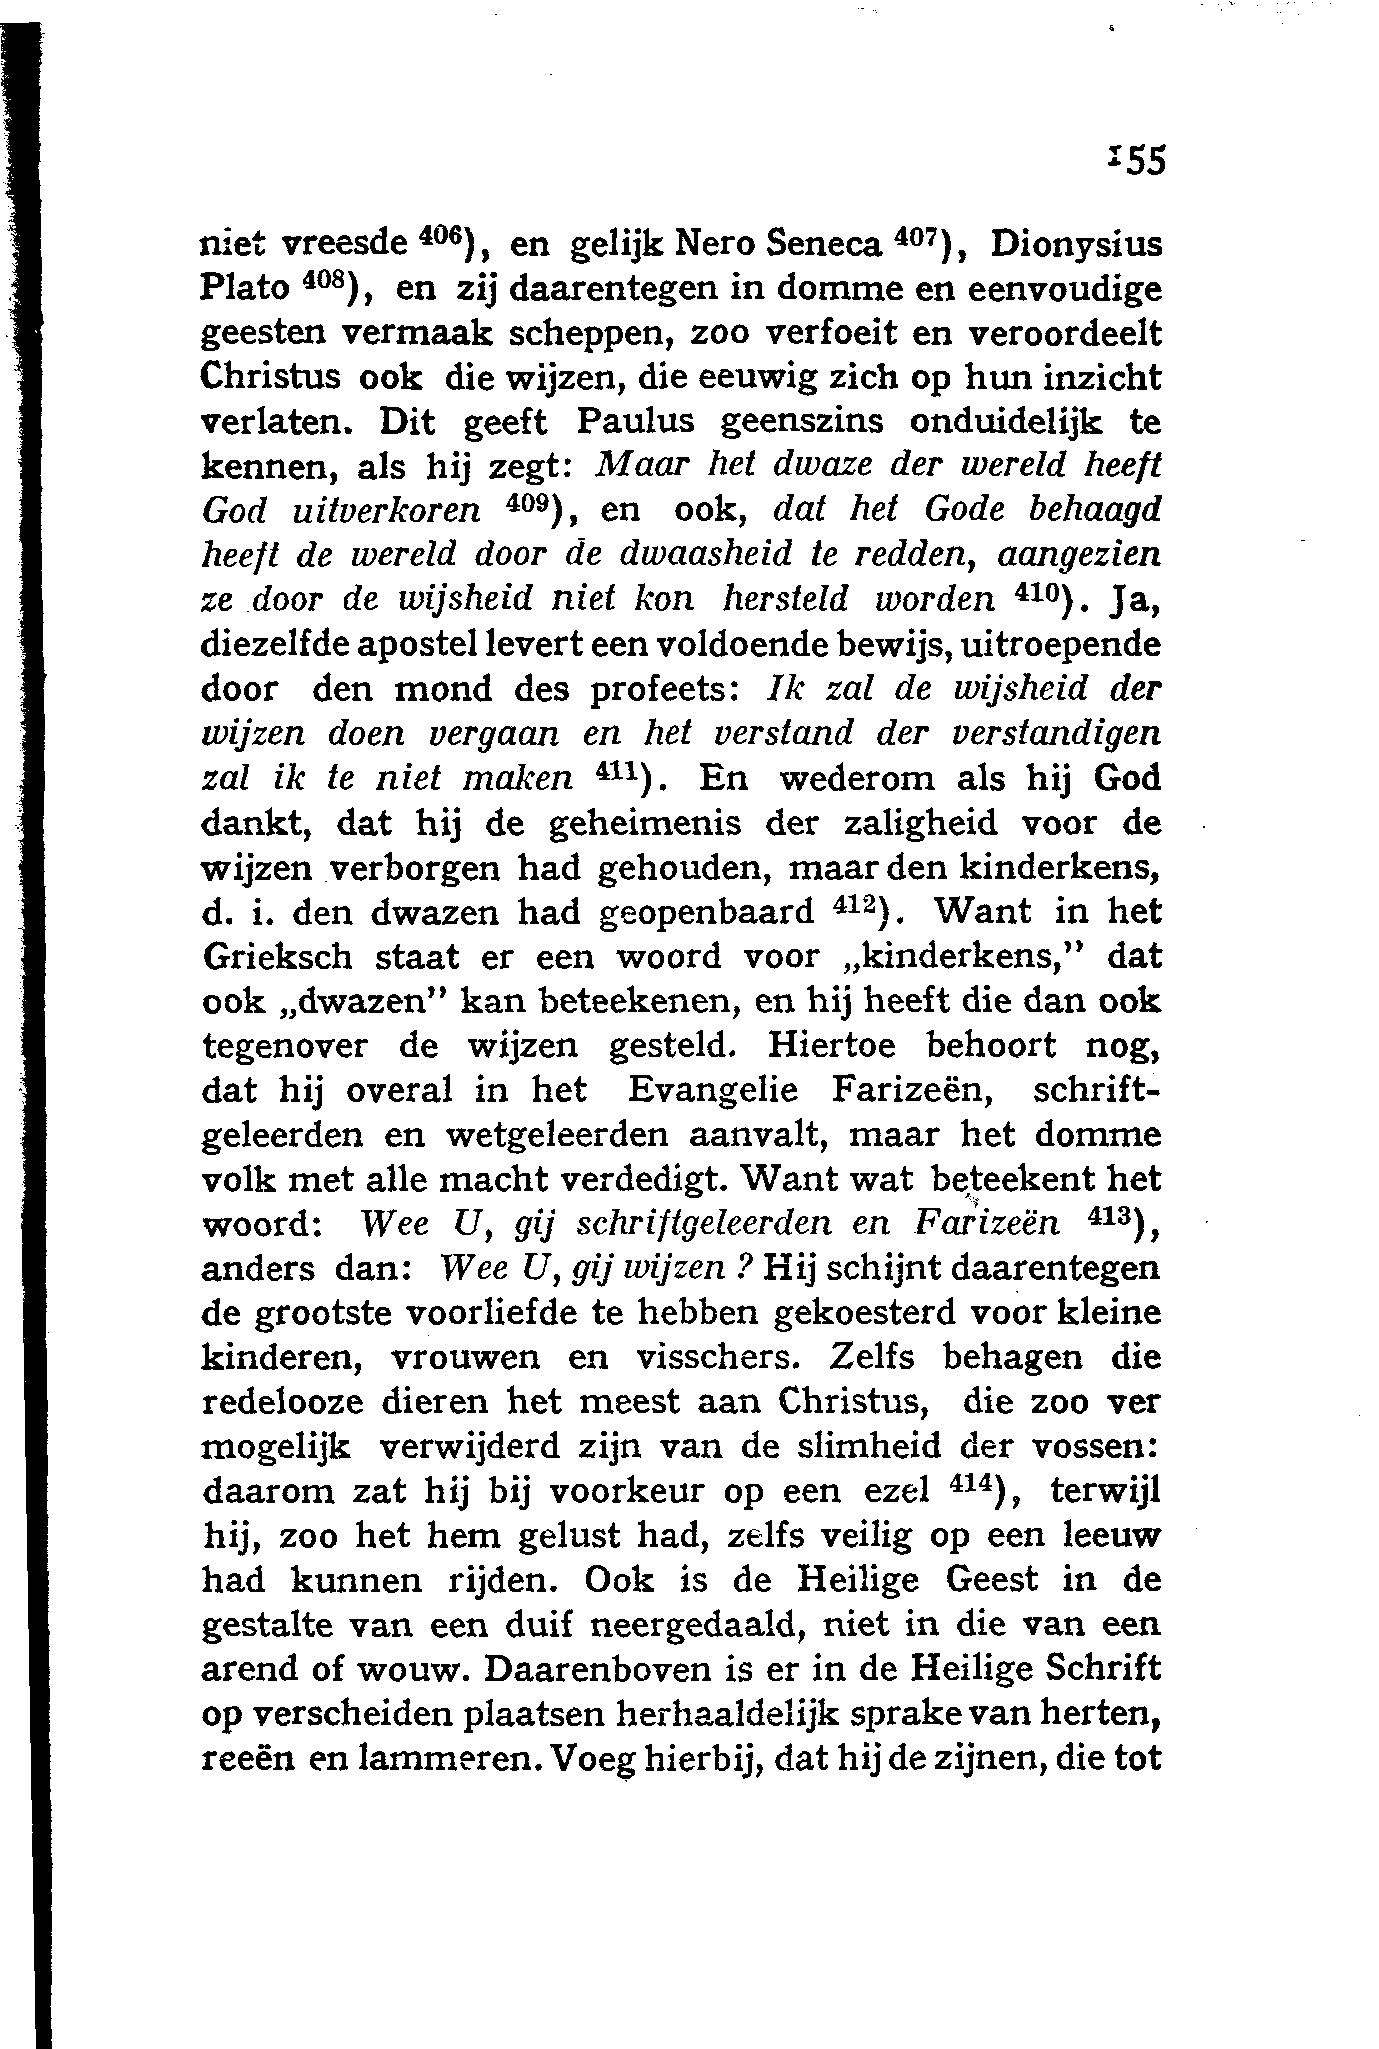 155
niet vreesde 406), en gelijk Nero Seneca 407), Dionysius
Plato 408), en zij daarentegen in domme en eenvoudige
geesten vermaak scheppen, zoo verfoeit en veroordeelt
Christus ook die wijzen, die eeuwig zich op hun inzicht
verlaten. Dit geeft Paulus geenszins onduidelijk te
kennen, als hij zegt: Maar het dwaze der wereld heeft
God uitverkoren 409), en ook, dat het Gode behaagd
heeft de wereld door de dwaasheid te redden, aangezien
ze door de wijsheid niet kon hersteld worden 410). Ja,
diezelfde apostel levert een voldoende bewijs, uitroepende
door den mond des profeets: Ik zal de wijsheid der
wijzen doen vergaan en het verstand der verstandigen
zal ik te niet maken 411). En wederom als hij God
dankt, dat hij de geheimenis der zaligheid voor de
wijzen verborgen had gehouden, maar den kinderkens,
d. i. den dwazen had geopenbaard 412). Want in het
Grieksch staat er een woord voor „kinderkens,” dat
ook „dwazen” kan beteekenen, en hij heeft die dan ook
tegenover de wijzen gesteld. Hiertoe behoort nog,
dat hij overal in het Evangelie Farizeën, schrift-
geleerden en wetgeleerden aanvalt, maar het domme
volk met alle macht verdedigt. Want wat beteekent het
woord: Wee U, gij schriftgeleerden en Farizeën 413),
anders dan: Wee U, gij wijzen ? Hij schijnt daarentegen
de grootste voorliefde te hebben gekoesterd voor kleine
kinderen, vrouwen en visschers. Zelfs behagen die
redelooze dieren het meest aan Christus, die zoo ver
mogelijk verwijderd zijn van de slimheid der vossen:
daarom zat hij bij voorkeur op een ezel 414), terwijl
hij, zoo het hem gelust had, zelfs veilig op een leeuw
had kunnen rijden. Ook is de Heilige Geest in de
gestalte van een duif neergedaald, niet in die van een
arend of wouw. Daarenboven is er in de Heilige Schrift
op verscheiden plaatsen herhaaldelijk sprake van herten,
reeën en lammeren. Voeg hierbij, dat hij de zijnen, die tot